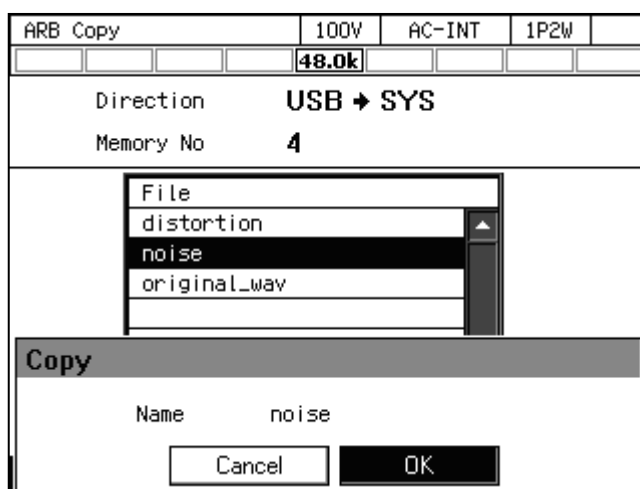 ARB Copy 100V AC-INT 1P2W
48.0k
Direction USB → SYS
Memory No 4
File
distortion
noise
original_wav
Copy
Name noise
Cancel OK